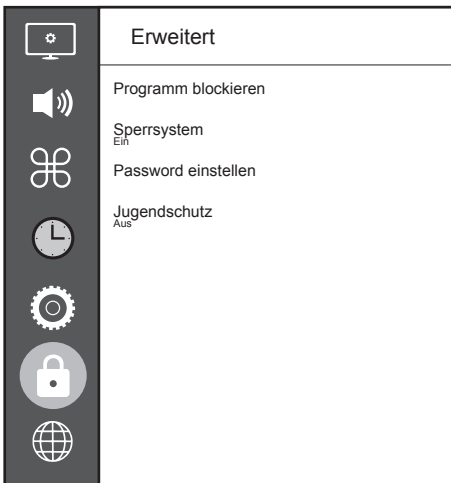 Erweitert
Programm blockieren
Sperrsystem
Ein
Password einstellen
Jugendschutz
Aus